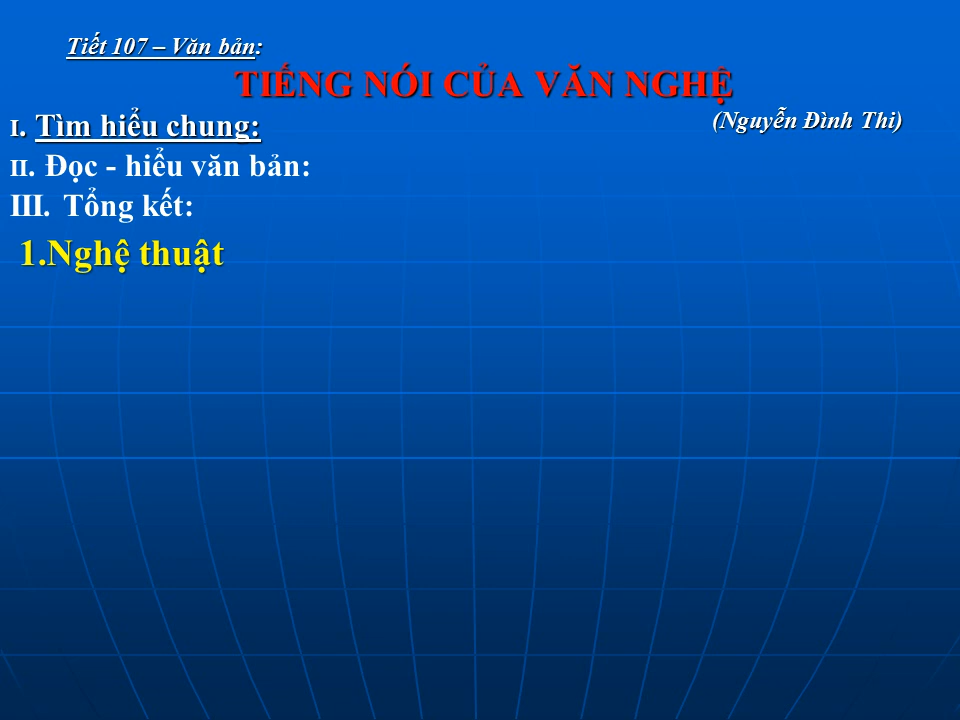 Tiết 107 – Văn bản:
TIẾNG NÓI CỦA VĂN NGHỆ
(Nguyễn Đình Thi)
I. Tìm hiểu chung:
II. Đọc - hiểu văn bản:
III. Tổng kết:
1.Nghệ thuật